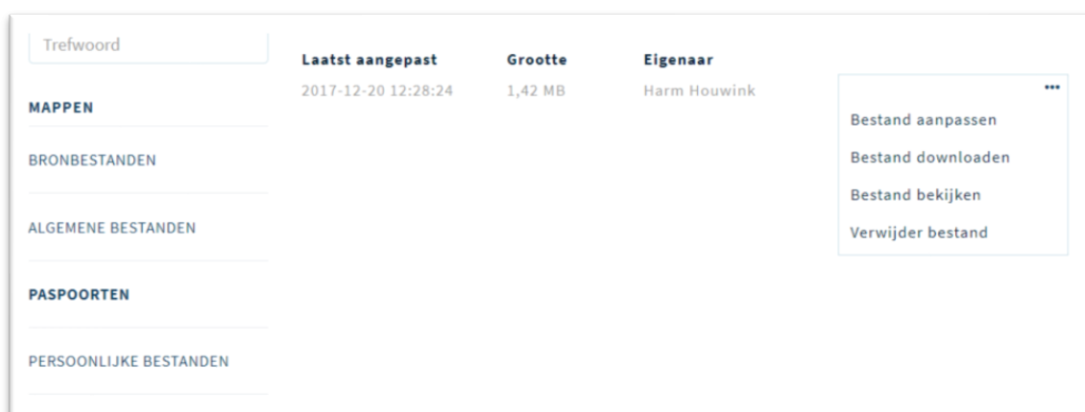 Trefwoord
MAPPEN
BRONBESTANDEN
ALGEMENE BESTANDEN
PASPOORTEN
PERSOONLIJKE BESTANDEN
Laatst aangepast Grootte Eigenaar
2017-12-20 12:28:24 1,42 MB Harm Houwink
•••
Bestand aanpassen
Bestand downloaden
Bestand bekijken
Verwijder bestand